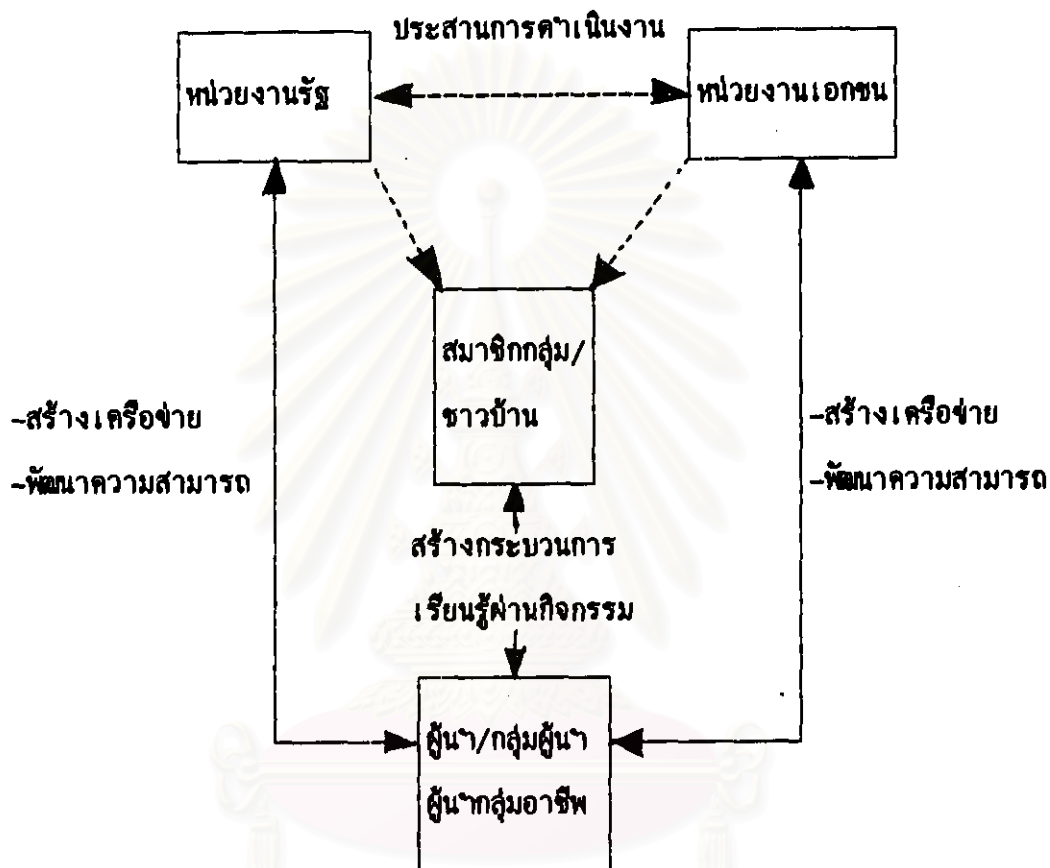 ประสานการดำเนินงาน
หน่วยงานรัฐ
หน่วยงานเอกชน
สมาชิกกลุ่ม/
ชาวบ้าน
-สร้างเครือข่าย
-พัฒนาความสามารถ
-สร้างเครือข่าย
-พัฒนาความสามารถ
สร้างกระบวนการ
เรียนรู้ผ่านกิจกรรม
ผู้นำ/กลุ่มผู้นำ
ผู้นำกลุ่มอาชีพ